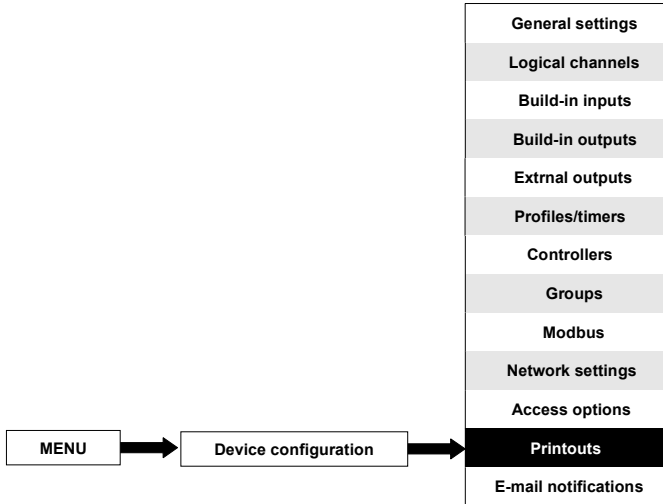 General settings
Logical channels
Build-in inputs
Build-in outputs
Extrnal outputs
Profiles/timers
Controllers
Groups
Modbus
Network settings
Access options
MENU
Device configuration
Printouts
E-mail notifications